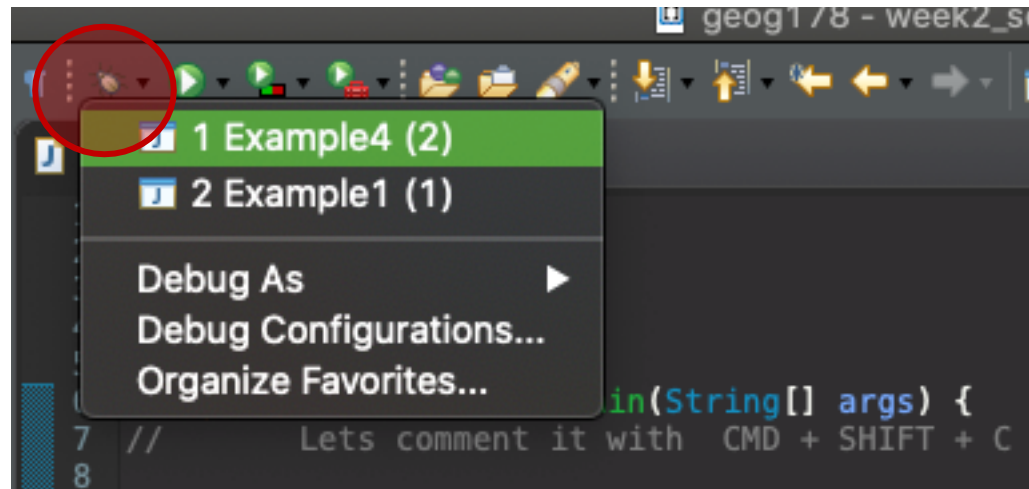 geog178 - week2_s
1 Example4 (2)
2 Example1 (1)
Debug As
Debug Configurations...
Organize Favorites...
in(String[] args) {
7 // Lets comment it with CMD + SHIFT + C
8